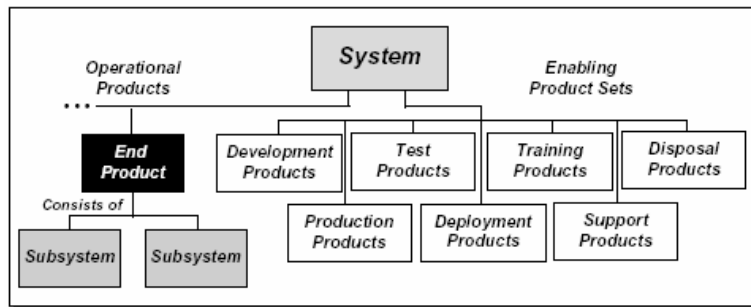 System
Operational
Products
Enabling
Product Sets
...
End
Product
Development
Products
Test
Products
Training
Products
Disposal
Products
Consists of
Production
Products
Deployment
Products
Support
Products
Subsystem
Subsystem